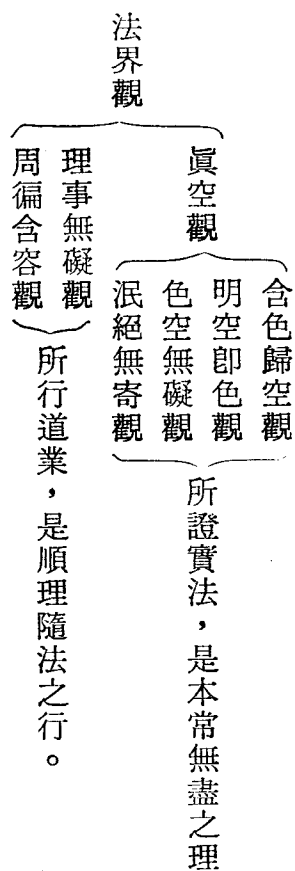 法界觀
眞空觀
含色歸空觀
明空卽色觀
色空無礙觀
泯絕無寄觀
所證實法，是本常無盡之理
理事無礙觀
周徧含容觀
所行道業，是順理隨法之行。